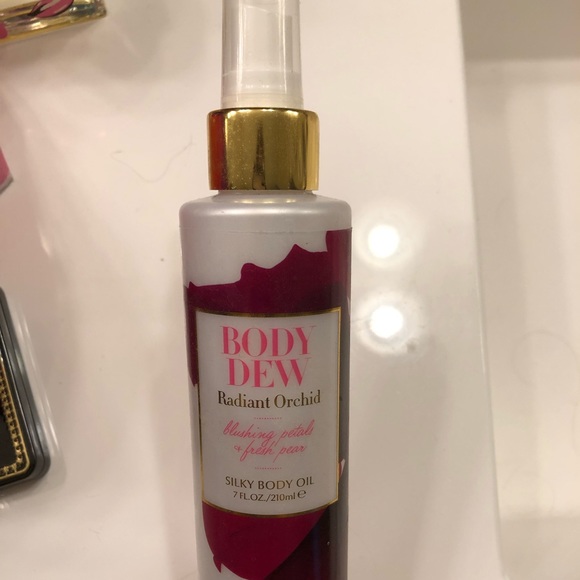 BODY
DEW
Radiant Orchid
blushing petals
& fresh pear
SILKY BODY OIL
7 FL.OZ./210ml ℮